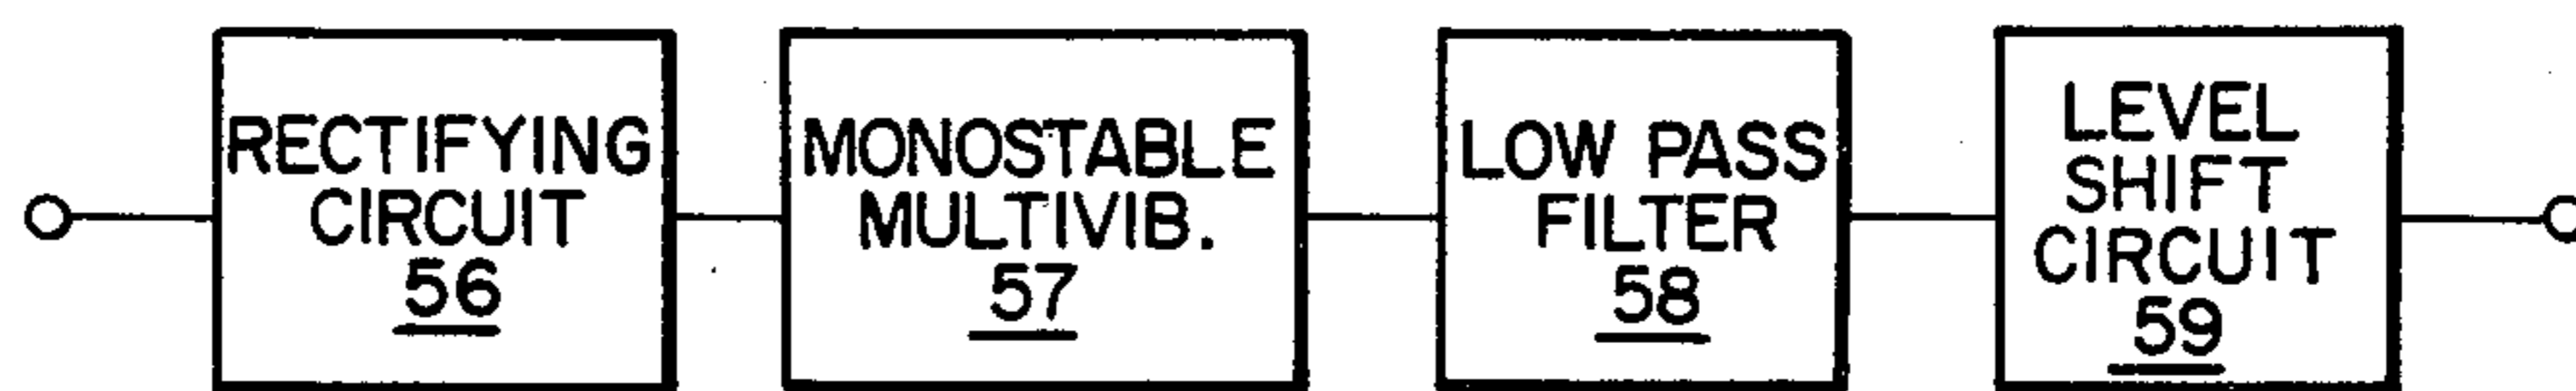 RECTIFYING
CIRCUIT
56
MONOSTABLE
MULTIVIB.
57
LOW PASS
FILTER
58
LEVEL
SHIFT
CIRCUIT
59